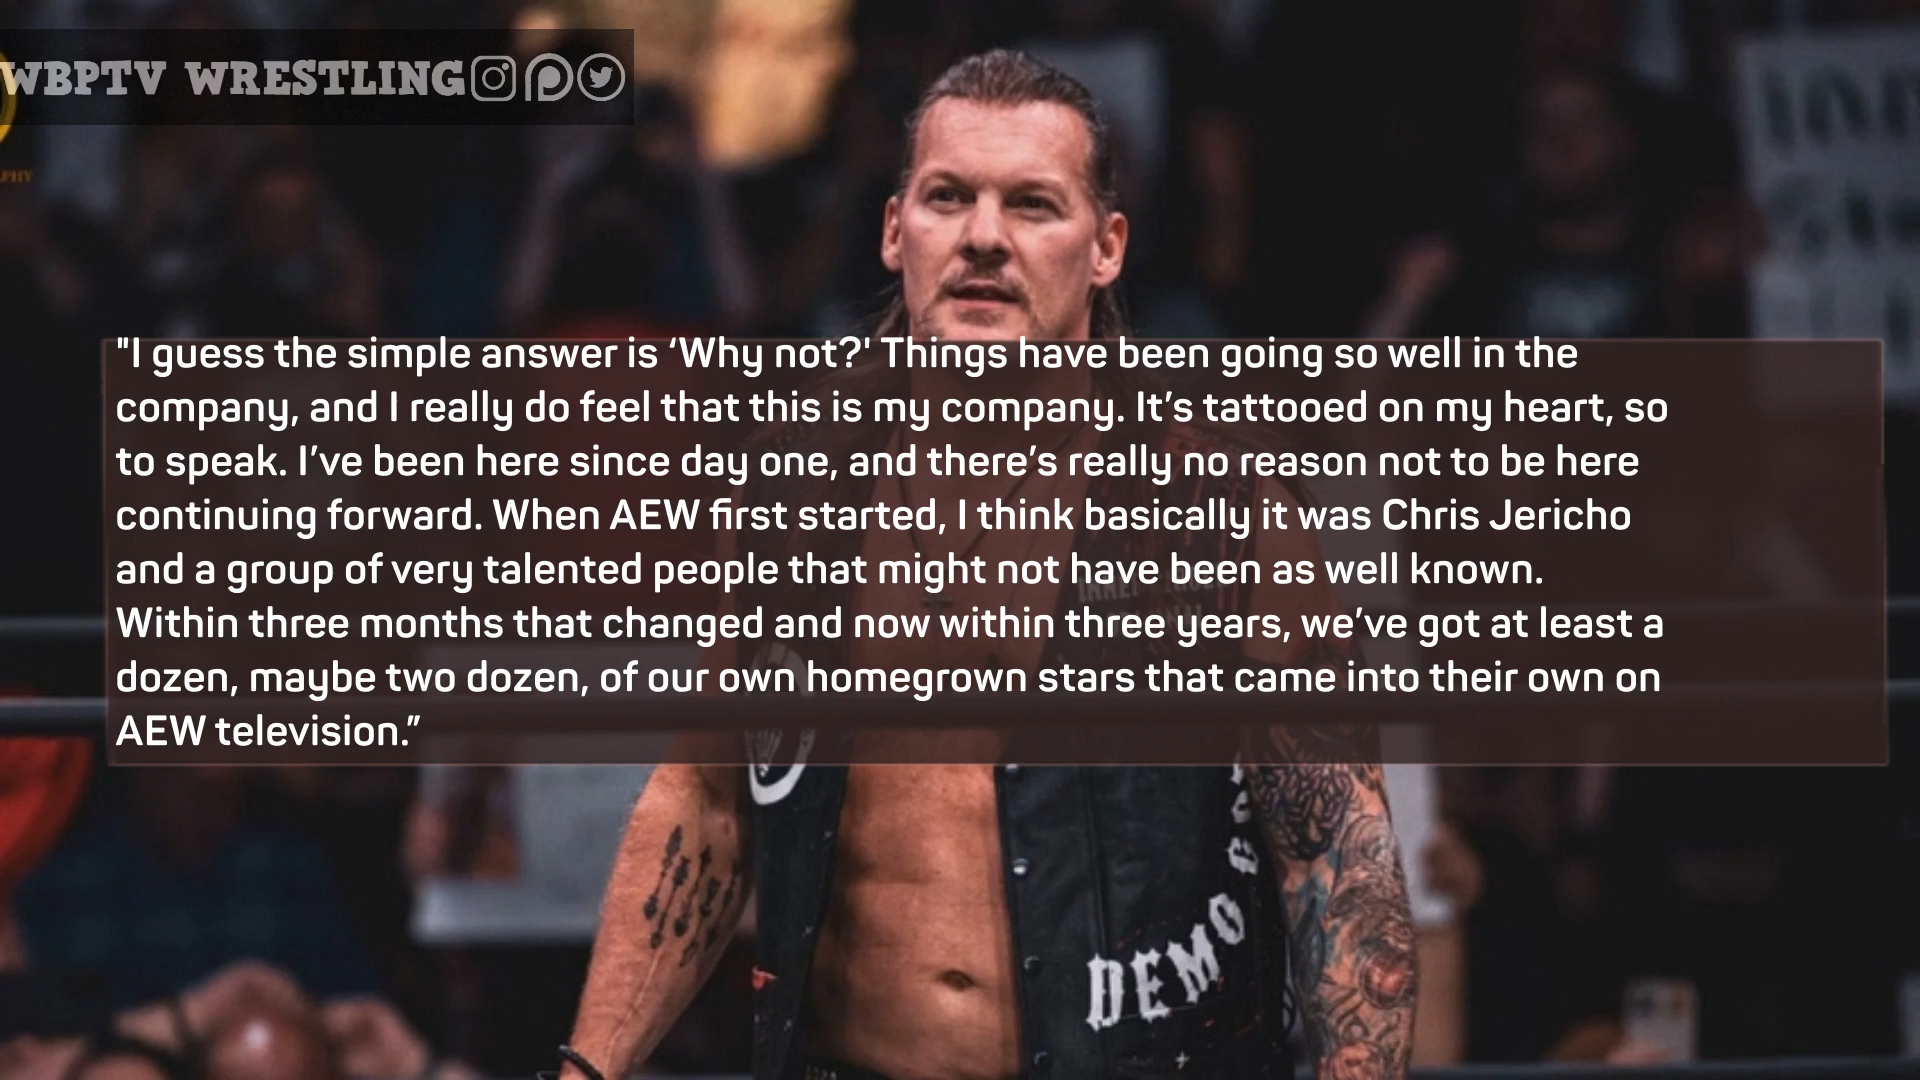 WBPTV WRESTLING
PHY
"I guess the simple answer is ‘Why not?' Things have been going so well in the
company, and I really do feel that this is my company. It’s tattooed on my heart, so
to speak. I’ve been here since day one, and there’s really no reason not to be here
continuing forward. When AEW first started, I think basically it was Chris Jericho
and a group of very talented people that might not have been as well known.
Within three months that changed and now within three years, we’ve got at least a
dozen, maybe two dozen, of our own homegrown stars that came into their own on
AEW television.”
DEMO